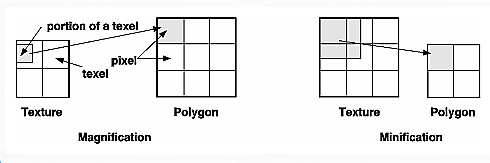 portion of a texel
pixel
texel
Texture
Polygon
Texture
Polygon
Magnification
Minification